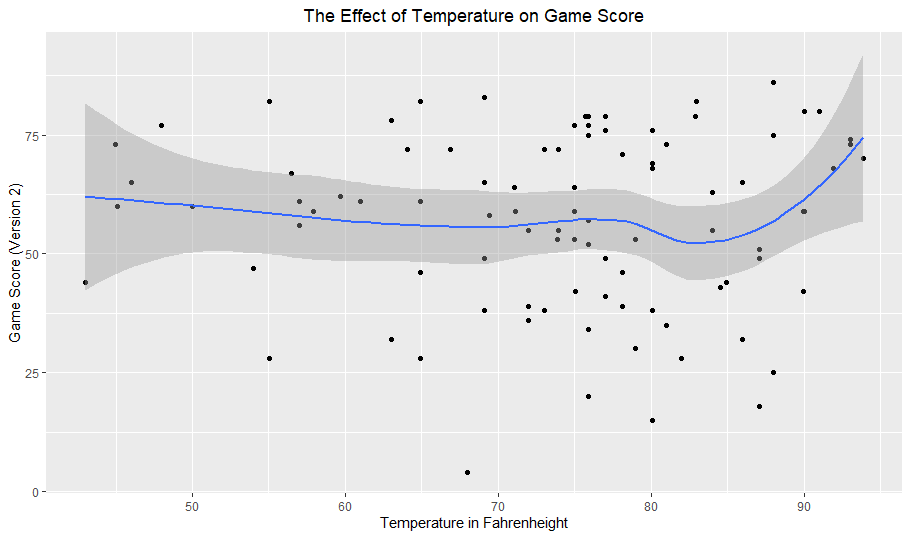 The Effect of Temperature on Game Score
Game Score (Version 2)
75
50
25
0
50 60 70 80 90
Temperature in Fahrenheight